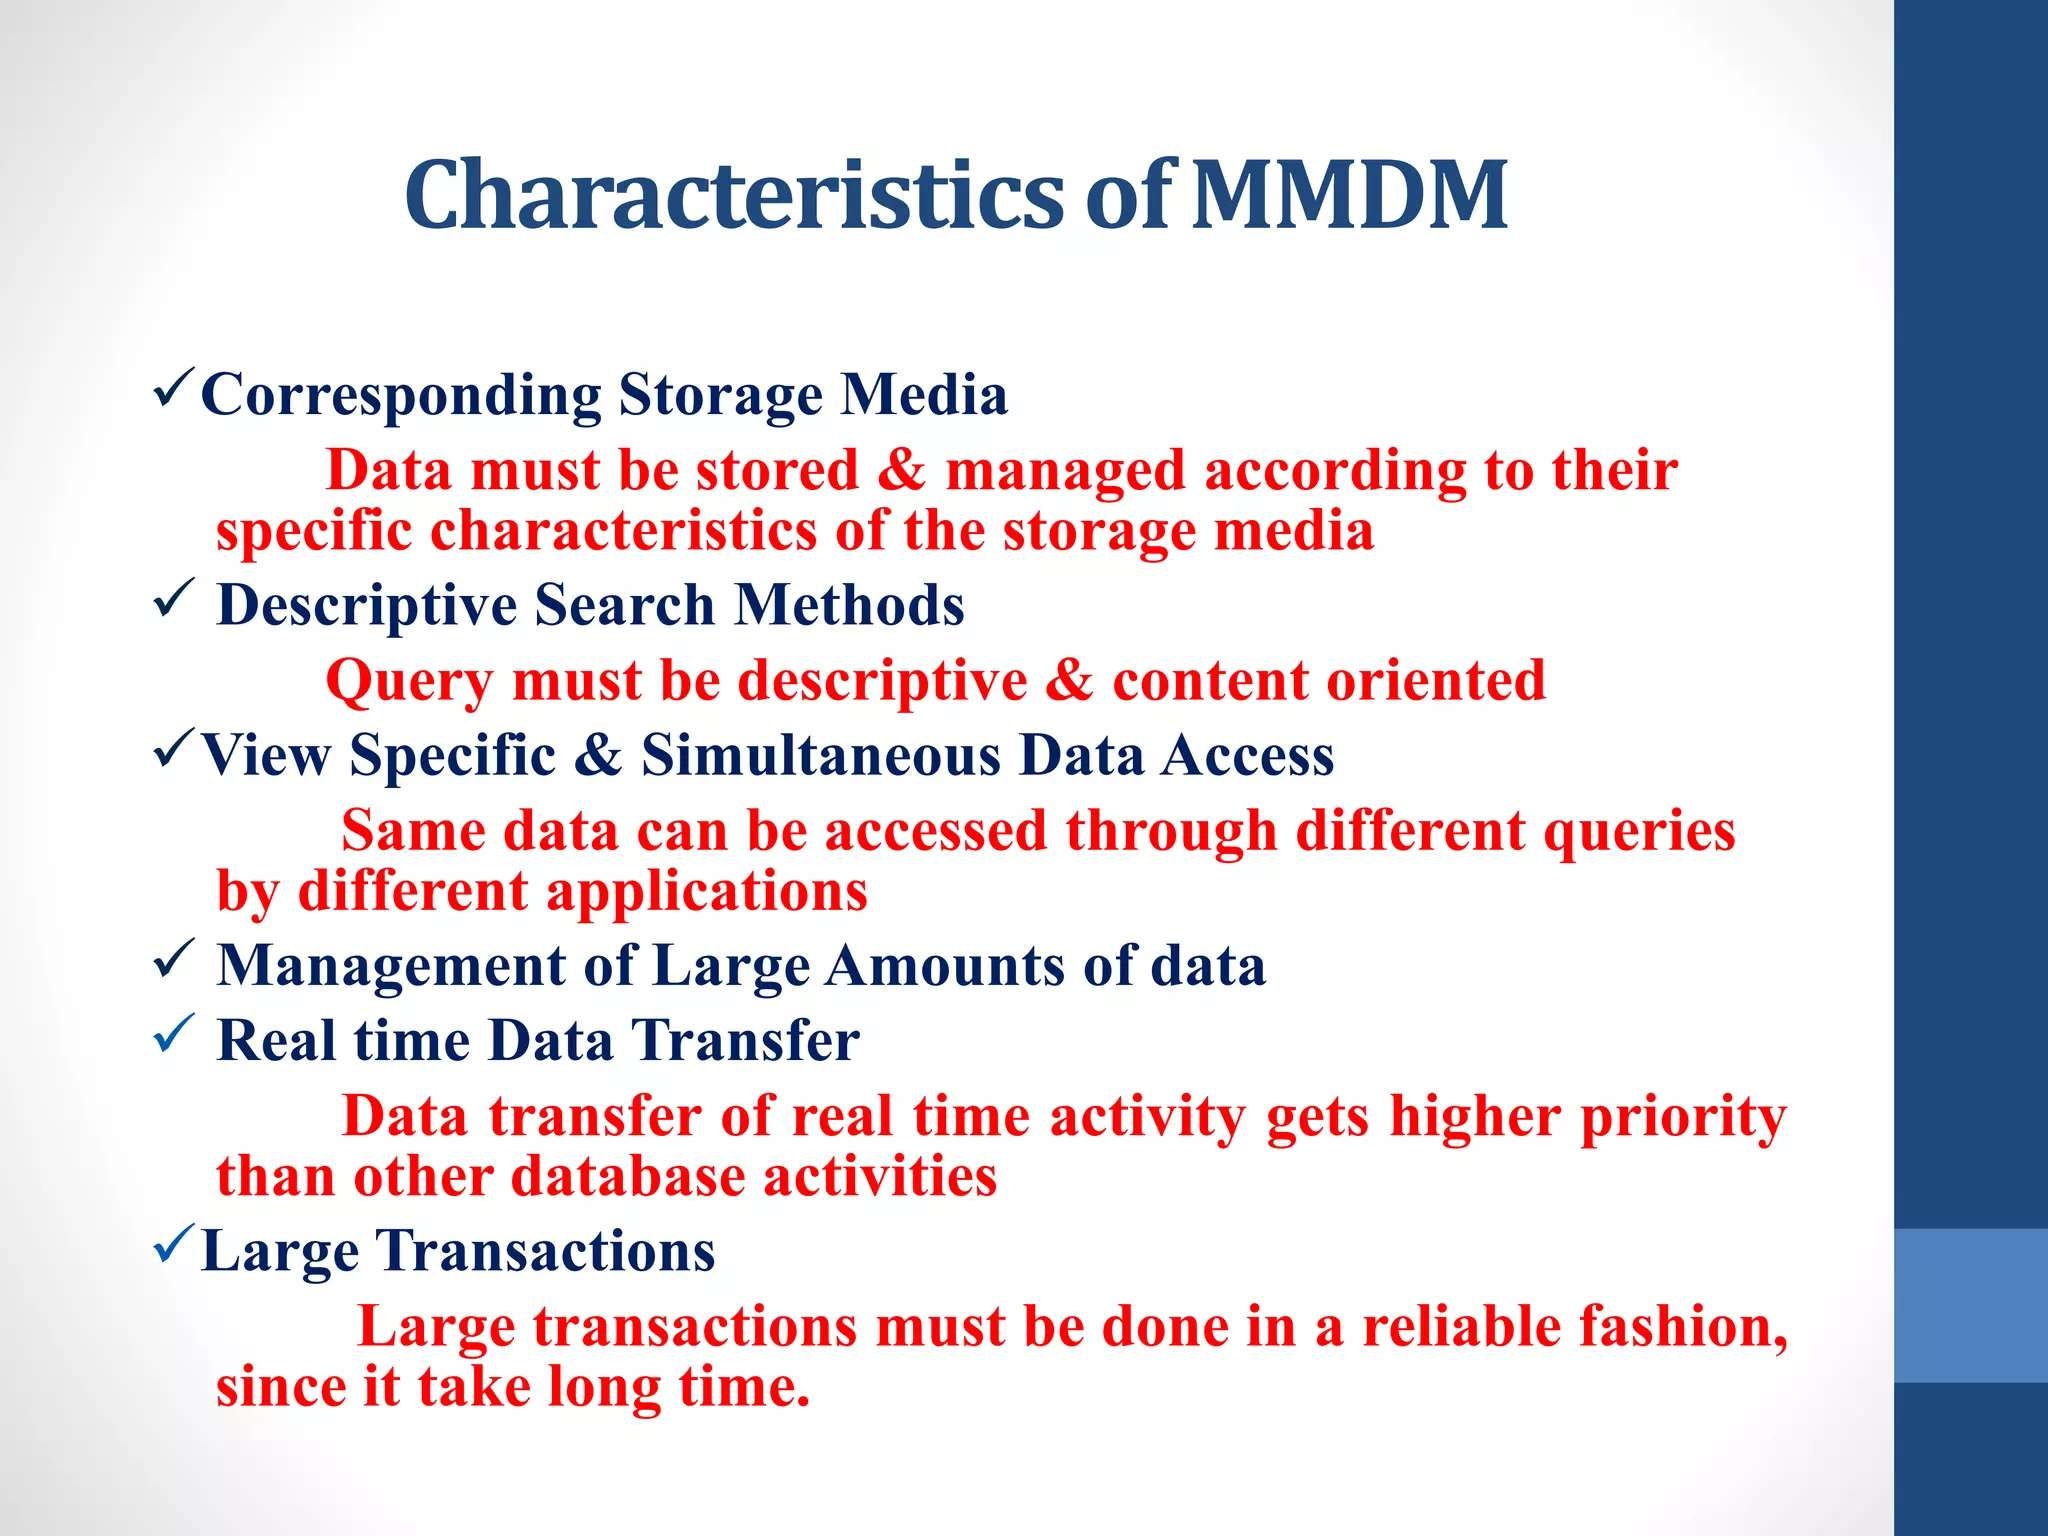 Characteristics of MMDM
✓Corresponding Storage Media
Data must be stored & managed according to their
specific characteristics of the storage media
✓ Descriptive Search Methods
Query must be descriptive & content oriented
✓View Specific & Simultaneous Data Access
Same data can be accessed through different queries
by different applications
✓ Management of Large Amounts of data
✓ Real time Data Transfer
Data transfer of real time activity gets higher priority
than other database activities
✓Large Transactions
Large transactions must be done in a reliable fashion,
since it take long time.